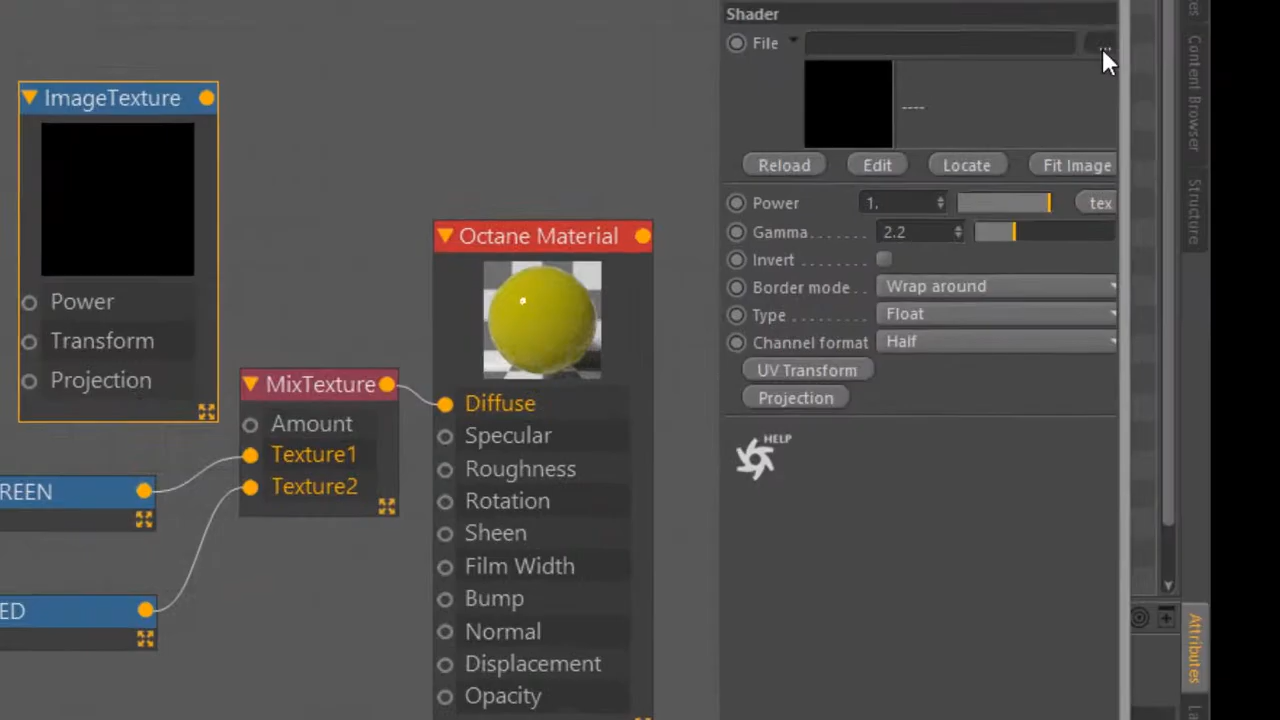 ImageTexture
Power
Transform
Projection
REEN
ED
MixTexture
Amount
Texture1
Texture2
Octane Material
Diffuse
Specular
Roughness
Rotation
Sheen
Film Width
Bump
Normal
Displacement
Opacity
Shader
File
...
----
Reload Edit Locate Fit Image
Power 1. tex
Gamma....... 2.2
Invert........
Border mode.. Wrap around
Type......... Float
Channel format Half
UV Transform
Projection
HELP
Content Browser
Structure
Attributes